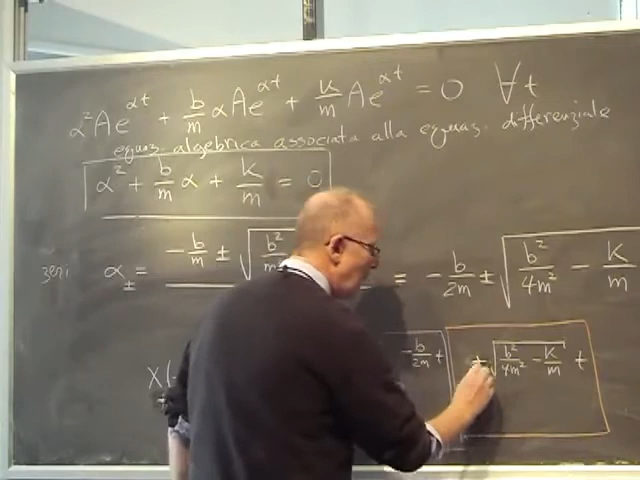 α²Ae^{αt} + b/m αAe^{αt} + K/m Ae^{αt} = 0 ∀t
equaz. algebrica associata alla equaz. differenziale
α² + b/m α + K/m = 0
zeri α± = -b/m ± √ b²/m = -b/2m ± √ b²/4m² - K/m
X( -b/2m t ± √ b²/4m² - K/m t